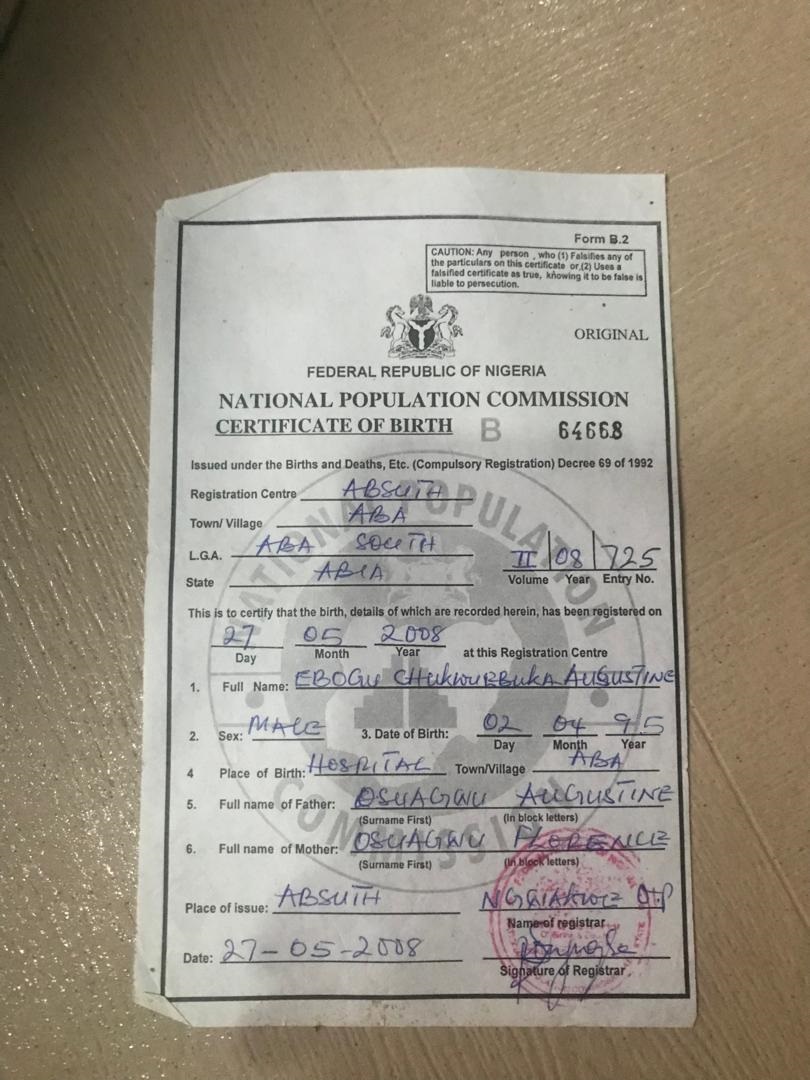 Form B.2
CAUTION: Any person , who (1) Falsifies any of
the particulars on this certificate or,(2) Uses a
falsified certificate as true, knowing it to be false is
liable to persecution.
ORIGINAL
FEDERAL REPUBLIC OF NIGERIA
NATIONAL POPULATION COMMISSION
CERTIFICATE OF BIRTH B 64668
Issued under the Births and Deaths, Etc. (Compulsory Registration) Decree 69 of 1992
Registration Centre ABSUTH
Town/ Village ABA
L.G.A. ABA SOUTH
State ABIA
II 08 725
Volume Year Entry No.
This is to certify that the birth, details of which are recorded herein, has been registered on
27 05 2008
Day Month Year at this Registration Centre
1. Full Name: EBOGU CHUKWUEBUKA AUGUSTINE
2. Sex: MALE 3. Date of Birth: 02 04 95
Day Month Year
4 Place of Birth: HOSPITAL Town/Village ABA
5. Full name of Father: OSUAGWU AUGUSTINE
(Surname First) (In block letters)
6. Full name of Mother: OSUAGWU FLORENCE
(Surname First) (In block letters)
Place of issue: ABSUTH
Name of registrar
Date: 27-05-2008
Signature of Registrar
NATIONAL POPULATION COMMISSION